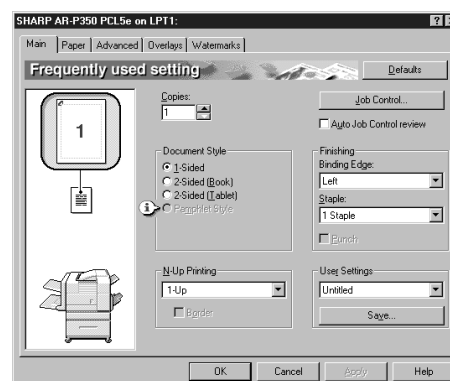 SHARP AR-P350 PCL5e on LPT1:
Main Paper Advanced Overlays Watermarks
Frequently used setting
Defaults
1
Copies:
1
Job Control...
Auto Job Control review
Document Style
1-Sided
2-Sided (Book)
2-Sided (Tablet)
Pamphlet Style
Finishing
Binding Edge:
Left
Staple:
1 Staple
Punch
N-Up Printing
1-Up
Border
User Settings
Untitled
Save...
OK Cancel Apply Help